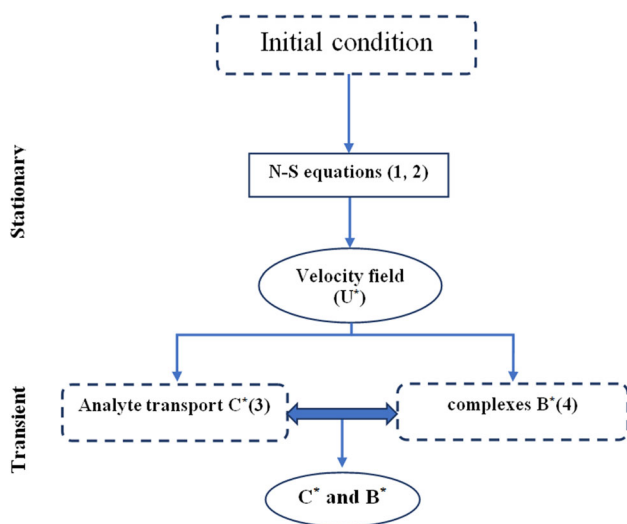 Initial condition
Stationary
N-S equations (1, 2)
Velocity field
(U*)
Transient
Analyte transport C*(3)
complexes B*(4)
C* and B*